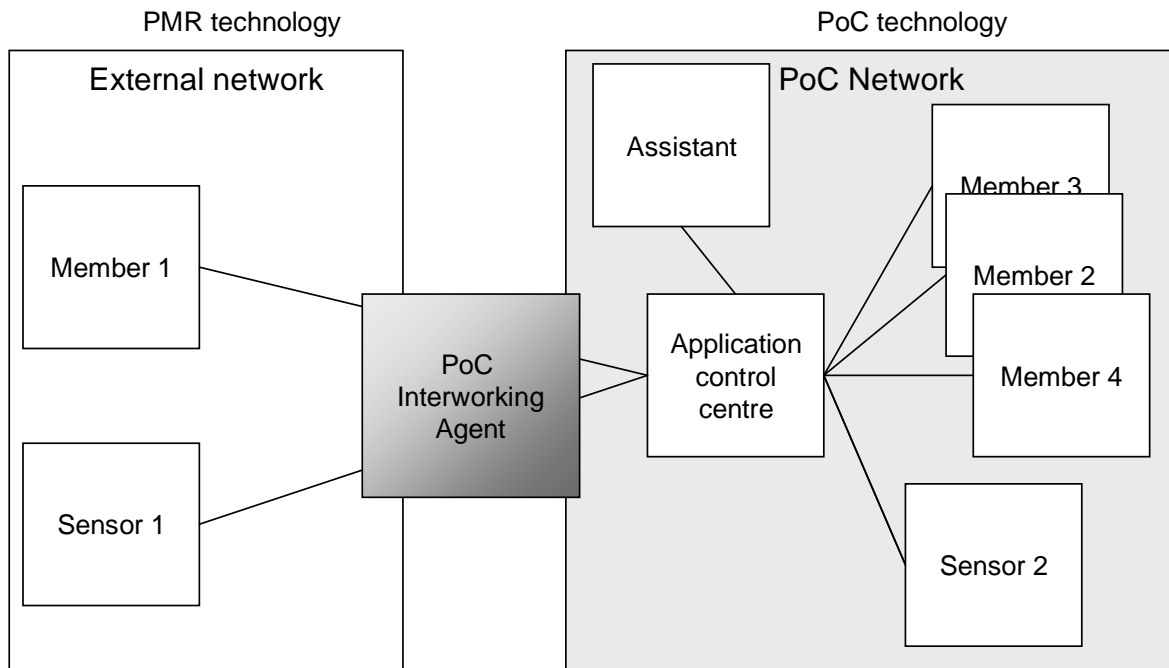 PMR technology
PoC technology
External network
PoC Network
Assistant
Member 3
Member 1
Member 2
PoC
Interworking
Agent
Application
control
centre
Member 4
Sensor 1
Sensor 2